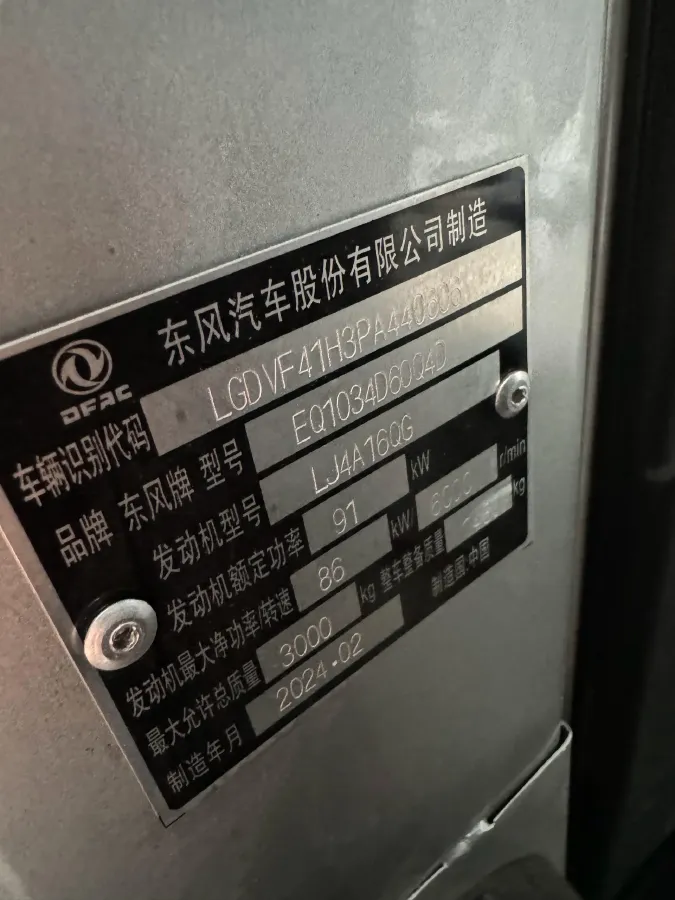 东风汽车股份有限公司制造
DFAC
车辆识别代码 LGDVF41H3PA440606
品牌 东风牌 型号 EQ1034D60Q4D
发动机型号 LJ4A16QG
发动机额定功率 91 kW
发动机最大净功率/转速 86 kW/ 6000 r/min
最大允许总质量 3000 kg 整车整备质量 kg
制造年月 2024.02 制造国:中国